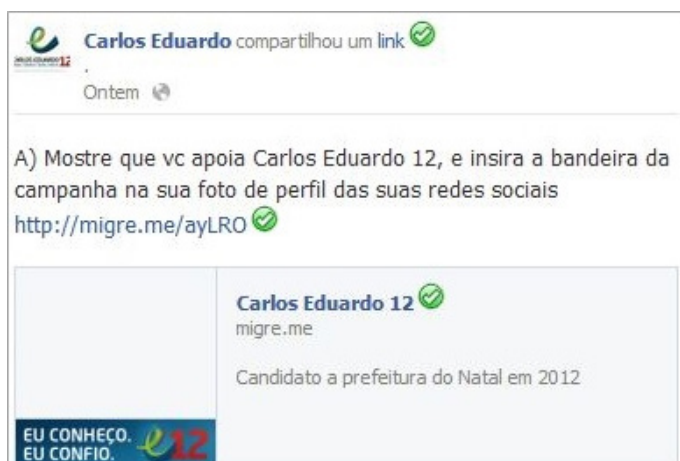 Carlos Eduardo compartilhou um link
.
Ontem
A) Mostre que vc apoia Carlos Eduardo 12, e insira a bandeira da
campanha na sua foto de perfil das suas redes sociais
http://migre.me/ayLRO
Carlos Eduardo 12
migre.me
Candidato a prefeitura do Natal em 2012
EU CONHEÇO.
EU CONFIO.
12